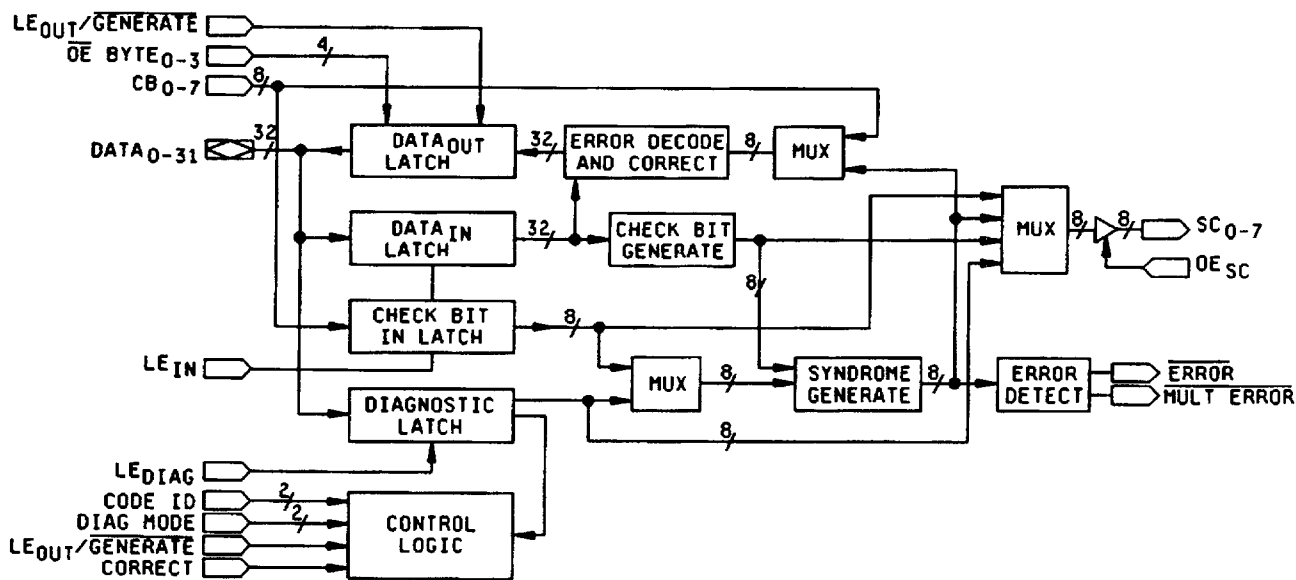 LEOUT/GENERATE
OE BYTE0-3
4
CB0-7
8
DATA0-31
32
DATAOUT
LATCH
32
ERROR DECODE
AND CORRECT
8
MUX
DATAIN
LATCH
32
CHECK BIT
GENERATE
8
MUX
8
8
SC0-7
OESC
CHECK BIT
IN LATCH
8
LEIN
MUX
8
SYNDROME
GENERATE
8
ERROR
DETECT
ERROR
MULT ERROR
DIAGNOSTIC
LATCH
8
LEDIAG
CODE ID
2
DIAG MODE
2
LEOUT/GENERATE
CORRECT
CONTROL
LOGIC